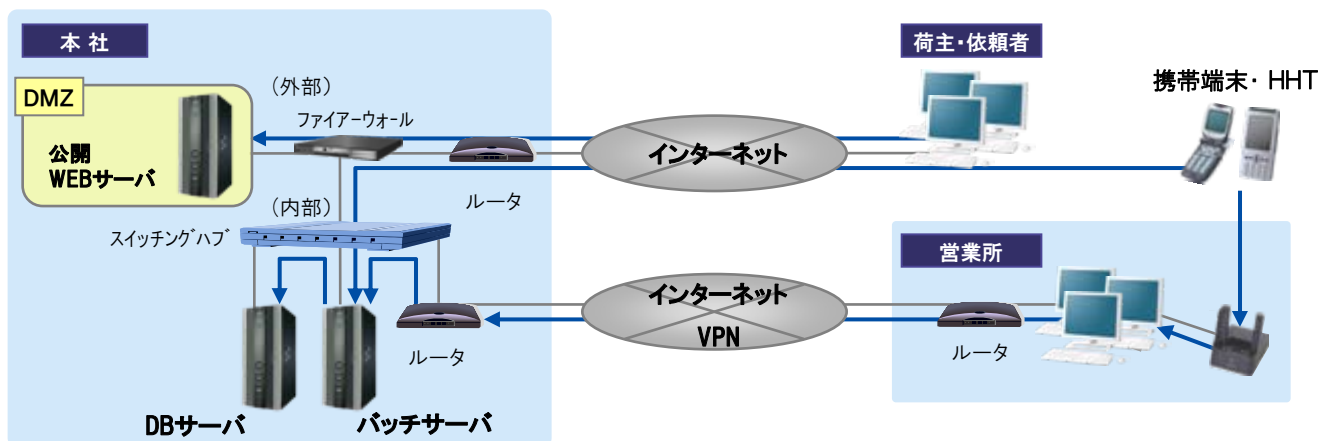 本 社
荷主・依頼者
携帯端末・ HHT
DMZ
（外部）
ファイアーウォール
公開
WEBサーバ
インターネット
ルータ
（内部）
スイッチングハブ
営業所
インターネット
VPN
ルータ
ルータ
DBサーバ
バッチサーバ